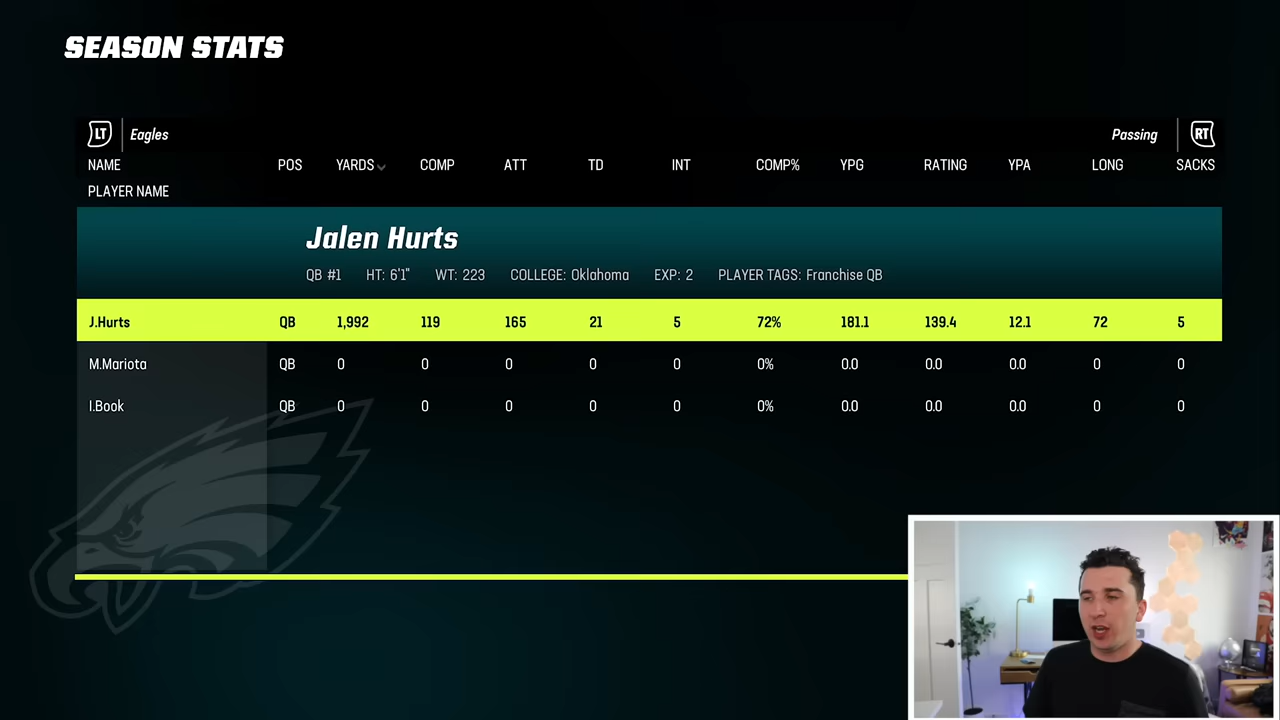 SEASON STATS
LT Eagles Passing RT
NAME POS YARDS COMP ATT TD INT COMP% YPG RATING YPA LONG SACKS
PLAYER NAME
Jalen Hurts
QB #1 HT: 6'1" WT: 223 COLLEGE: Oklahoma EXP: 2 PLAYER TAGS: Franchise QB
J.Hurts QB 1,992 119 165 21 5 72% 181.1 139.4 12.1 72 5
M.Mariota QB 0 0 0 0 0 0% 0.0 0.0 0.0 0 0
I.Book QB 0 0 0 0 0 0% 0.0 0.0 0.0 0 0